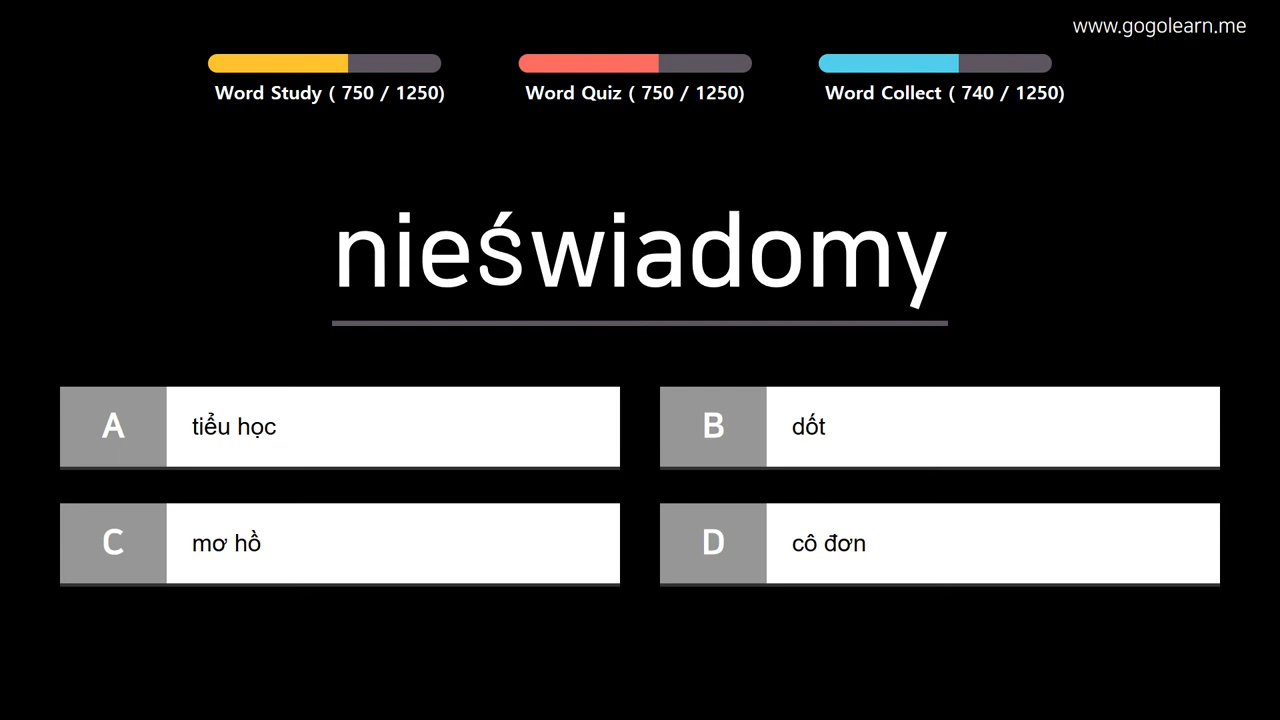 www.gogolearn.me
Word Study ( 750 / 1250)
Word Quiz ( 750 / 1250)
Word Collect ( 740 / 1250)
nieświadomy
A tiểu học
B dốt
C mơ hồ
D cô đơn